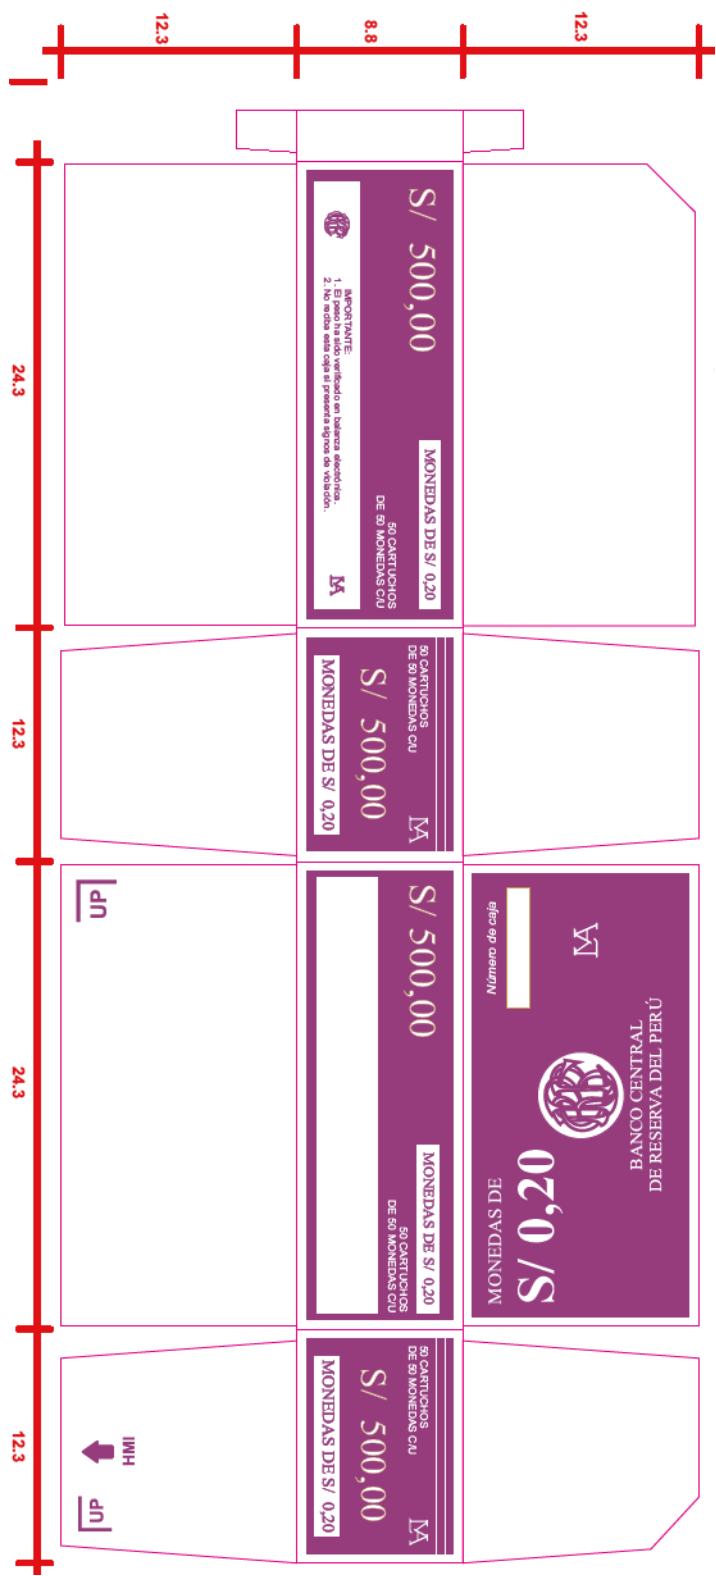 12.3
8.8
12.3
24.3
12.3
24.3
12.3
S/ 500,00
MONEDAS DE S/ 0,20
50 CARTUCHOS
DE 50 MONEDAS C/U
IMPORTANTE:
1. El peso ha sido verificado en balanza electrónica.
2. No reciba esta caja si presenta signos de violación.
50 CARTUCHOS
DE 50 MONEDAS C/U
S/ 500,00
MONEDAS DE S/ 0,20
BANCO CENTRAL
DE RESERVA DEL PERÚ
MONEDAS DE
S/ 0,20
Número de caja
S/ 500,00
MONEDAS DE S/ 0,20
50 CARTUCHOS
DE 50 MONEDAS C/U
UP
50 CARTUCHOS
DE 50 MONEDAS C/U
S/ 500,00
MONEDAS DE S/ 0,20
HMI
UP